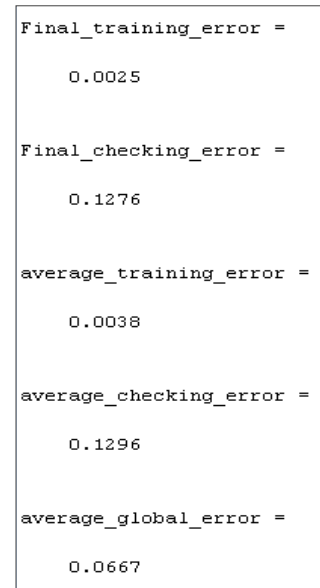 Final_training_error =
0.0025
Final_checking_error =
0.1276
average_training_error =
0.0038
average_checking_error =
0.1296
average_global_error =
0.0667